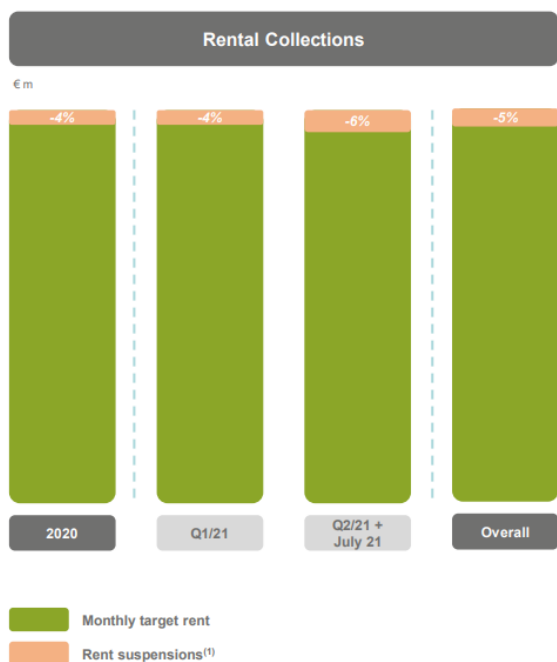 Rental Collections
€ m
-4%
-4%
-6%
-5%
2020
Q1/21
Q2/21 +
July 21
Overall
Monthly target rent
Rent suspensions(1)